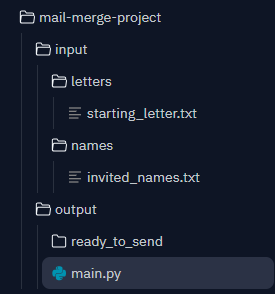 mail-merge-project
input
letters
starting_letter.txt
names
invited_names.txt
output
ready_to_send
main.py